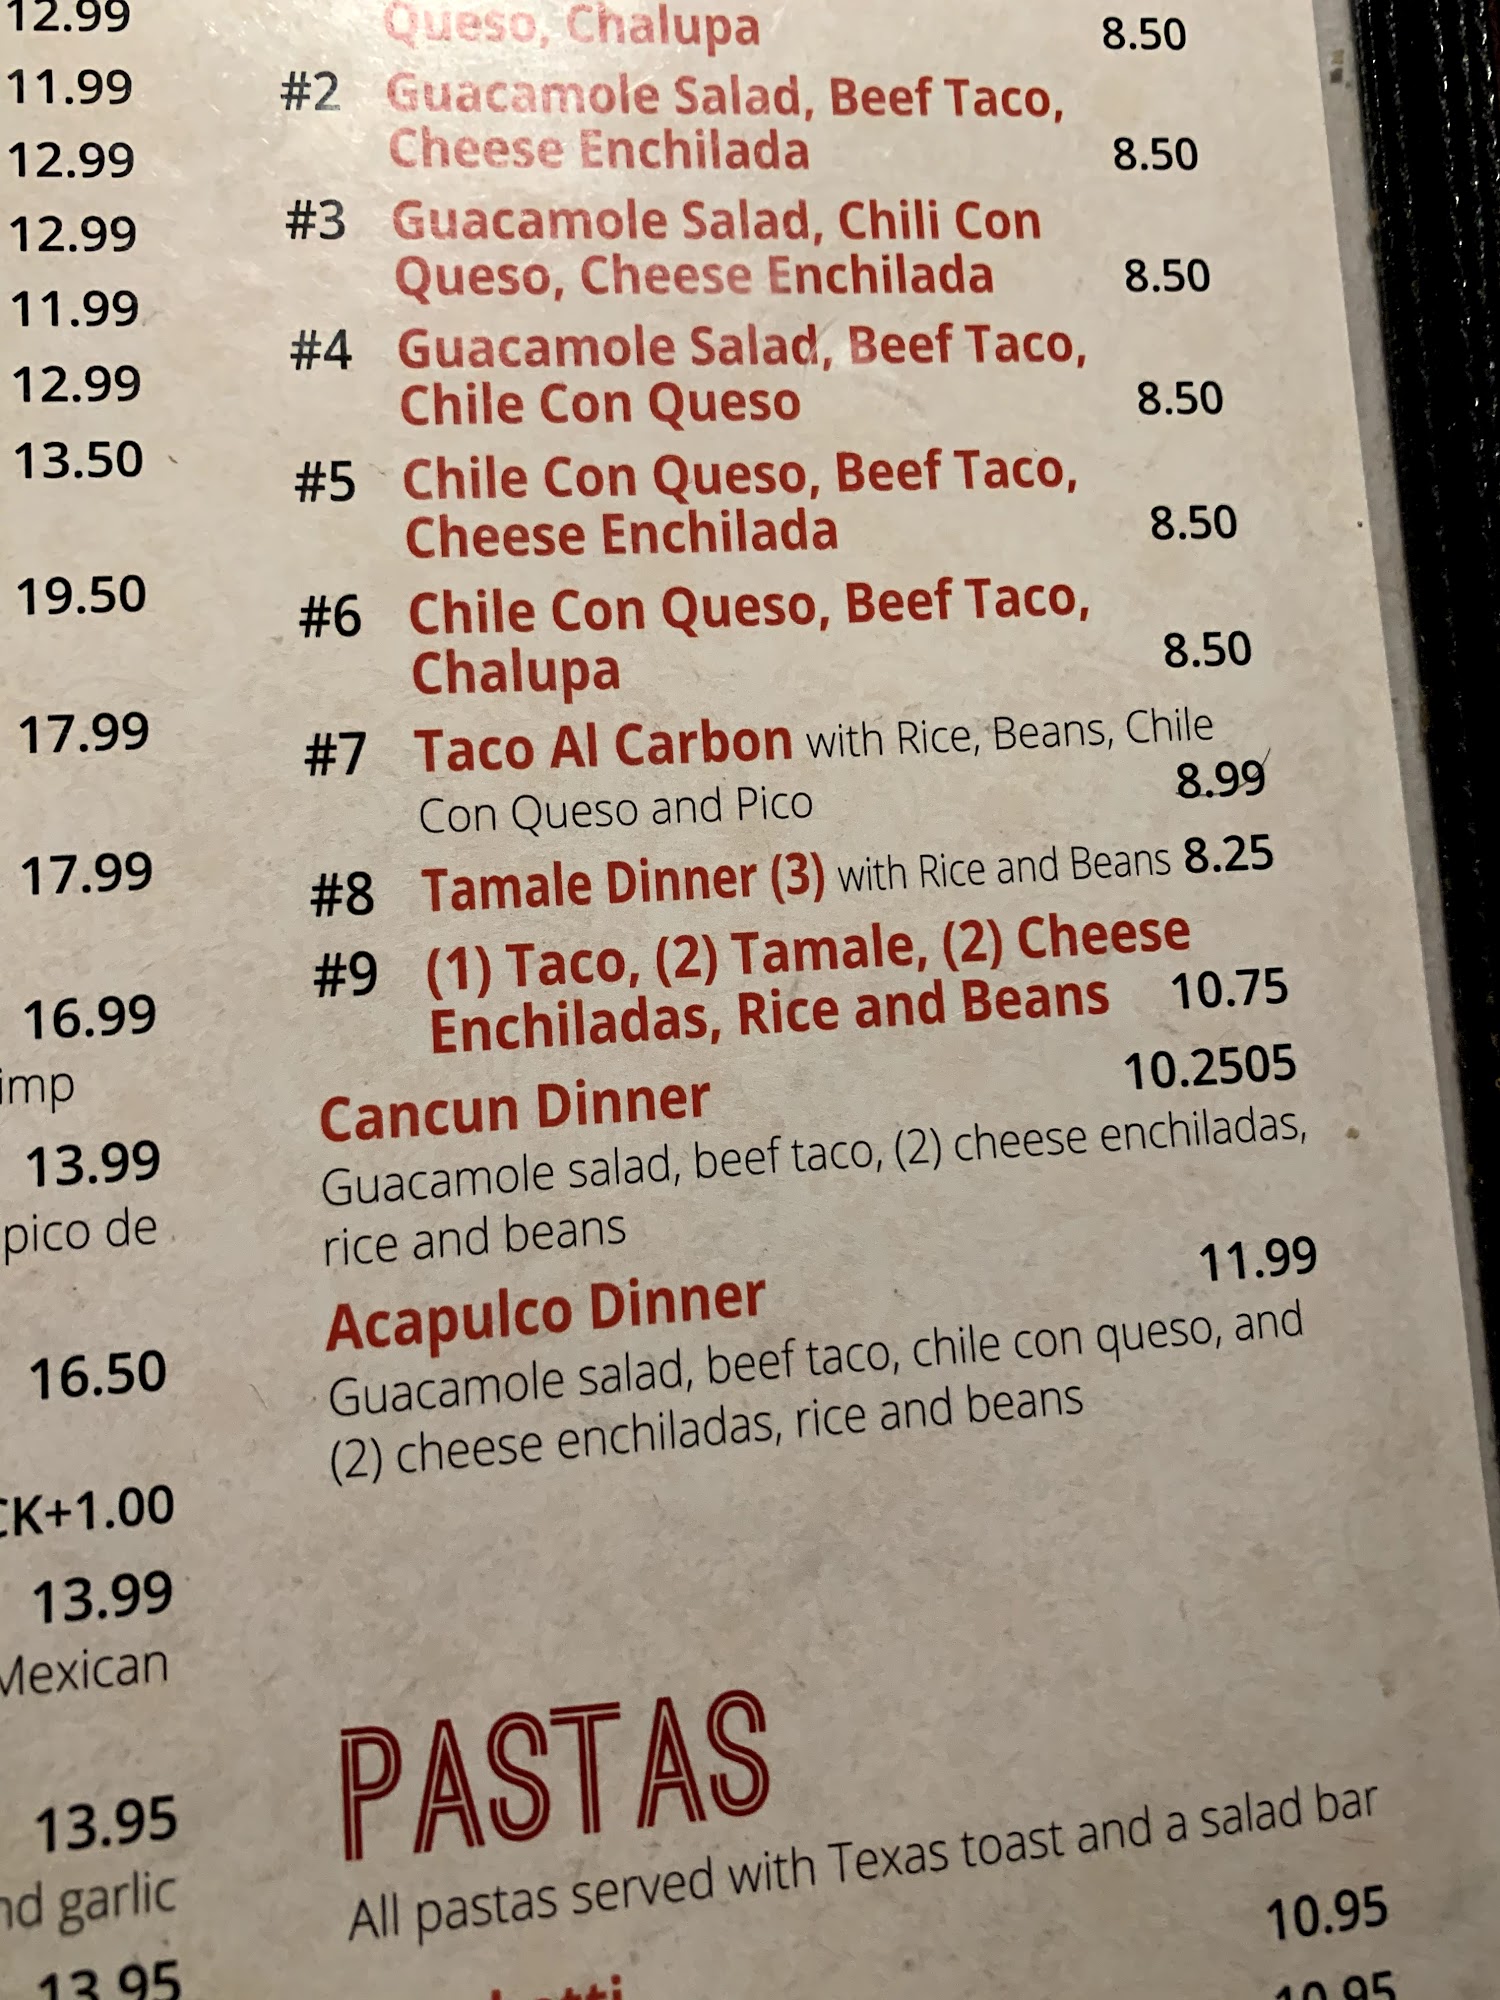 12.99
11.99
12.99
12.99
11.99
12.99
13.50
19.50
17.99
17.99
16.99
imp
13.99
pico de
16.50
CK+1.00
13.99
Mexican
13.95
nd garlic
13.95
Queso, Chalupa 8.50
#2 Guacamole Salad, Beef Taco,
Cheese Enchilada 8.50
#3 Guacamole Salad, Chili Con
Queso, Cheese Enchilada 8.50
#4 Guacamole Salad, Beef Taco,
Chile Con Queso 8.50
#5 Chile Con Queso, Beef Taco,
Cheese Enchilada 8.50
#6 Chile Con Queso, Beef Taco,
Chalupa 8.50
#7 Taco Al Carbon with Rice, Beans, Chile
Con Queso and Pico 8.99
#8 Tamale Dinner (3) with Rice and Beans 8.25
#9 (1) Taco, (2) Tamale, (2) Cheese
Enchiladas, Rice and Beans 10.75
Cancun Dinner 10.2505
Guacamole salad, beef taco, (2) cheese enchiladas,
rice and beans
Acapulco Dinner 11.99
Guacamole salad, beef taco, chile con queso, and
(2) cheese enchiladas, rice and beans
PASTAS
All pastas served with Texas toast and a salad bar
10.95
10.95